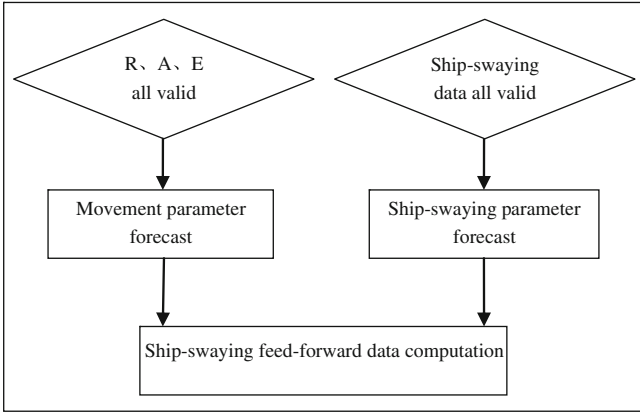 R、A、E
all valid
Ship-swaying
data all valid
Movement parameter
forecast
Ship-swaying parameter
forecast
Ship-swaying feed-forward data computation